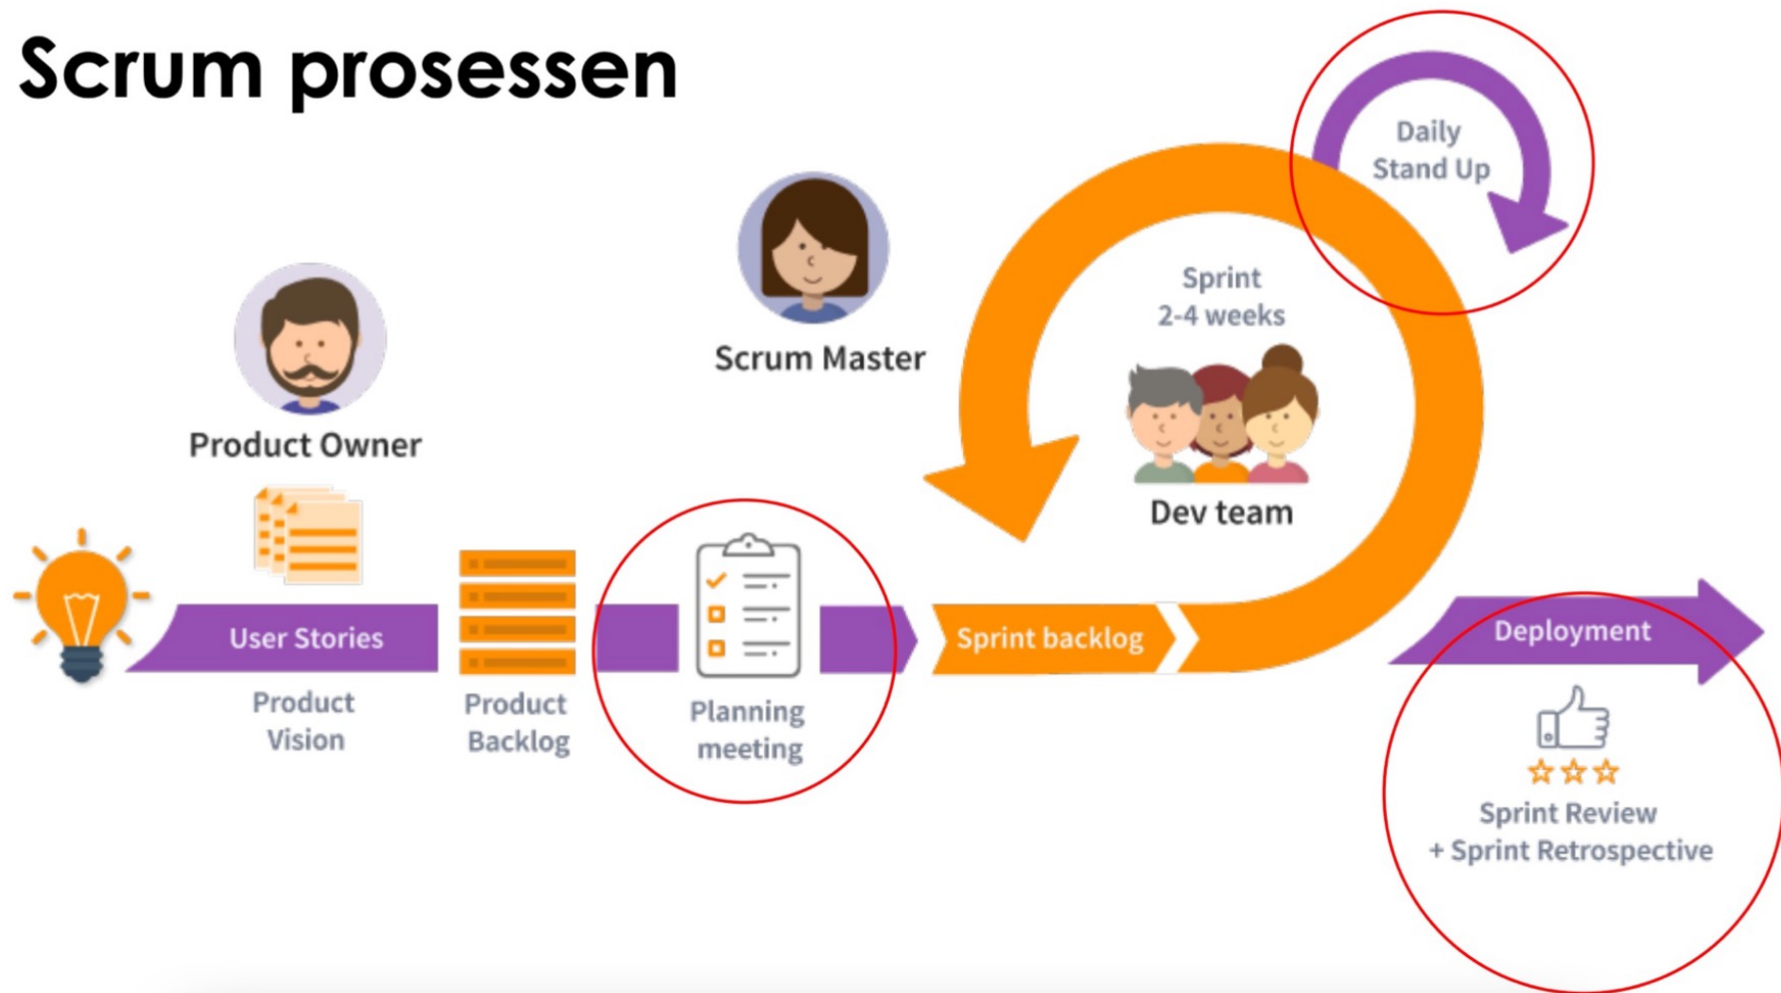 Scrum prosessen
Daily
Stand Up
Sprint
2-4 weeks
Scrum Master
Product Owner
Dev team
User Stories
Sprint backlog
Deployment
Product
Vision
Product
Backlog
Planning
meeting
Sprint Review
+ Sprint Retrospective